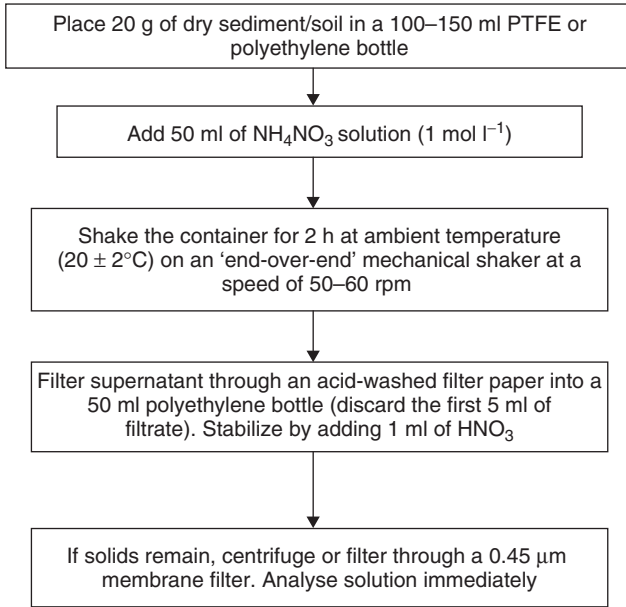 Place 20 g of dry sediment/soil in a 100–150 ml PTFE or
polyethylene bottle
Add 50 ml of NH₄NO₃ solution (1 mol l⁻¹)
Shake the container for 2 h at ambient temperature
(20 ± 2°C) on an ‘end-over-end’ mechanical shaker at a
speed of 50–60 rpm
Filter supernatant through an acid-washed filter paper into a
50 ml polyethylene bottle (discard the first 5 ml of
filtrate). Stabilize by adding 1 ml of HNO₃
If solids remain, centrifuge or filter through a 0.45 μm
membrane filter. Analyse solution immediately